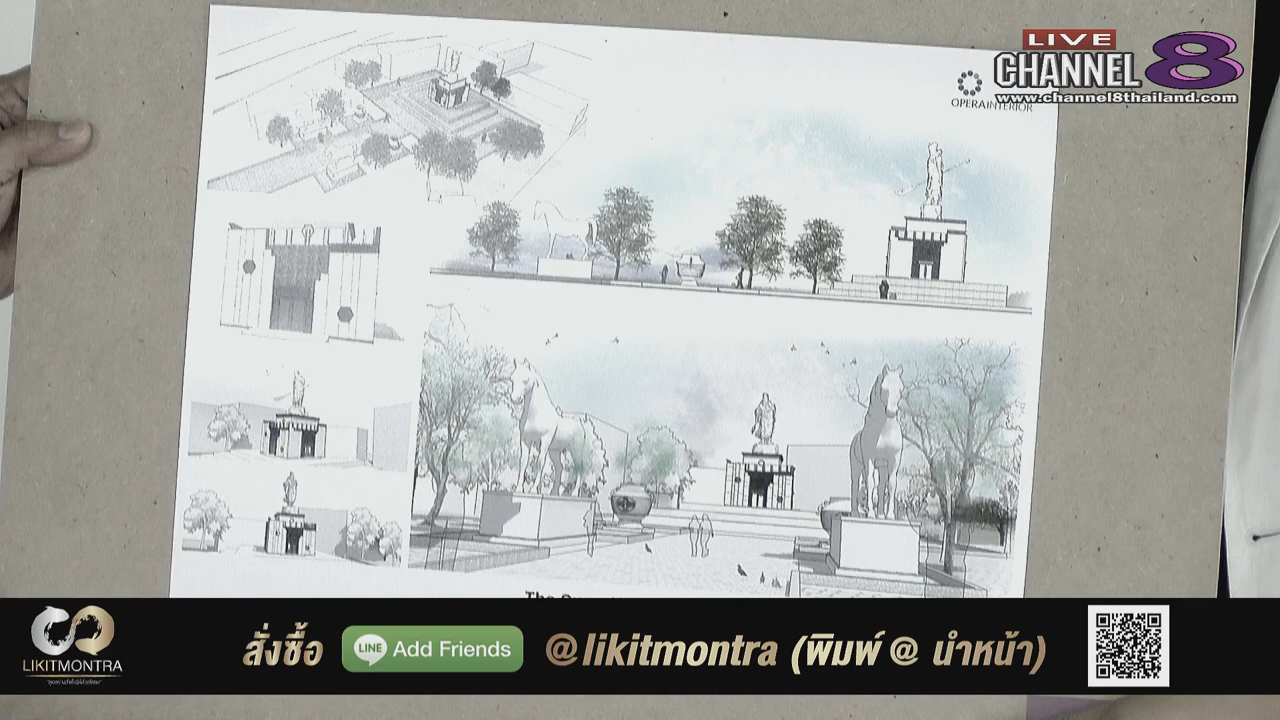 LIVE
CHANNEL 8
www.channel8thailand.com
OPERA INTERIOR
สั่งซื้อ
LINE
Add Friends
@likitmontra (พิมพ์ @ นำหน้า)
LIKITMONTRA